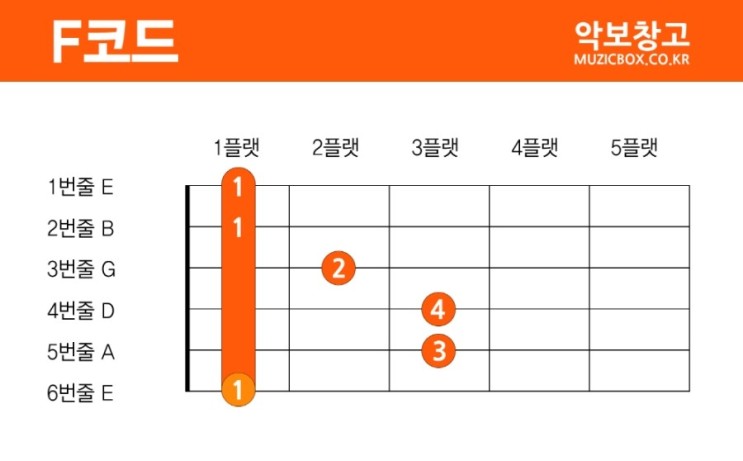 F코드
악보창고
MUZICBOX.CO.KR
1플랫 2플랫 3플랫 4플랫 5플랫
1번줄 E 1
2번줄 B 1
3번줄 G 2
4번줄 D 4
5번줄 A 3
6번줄 E 1